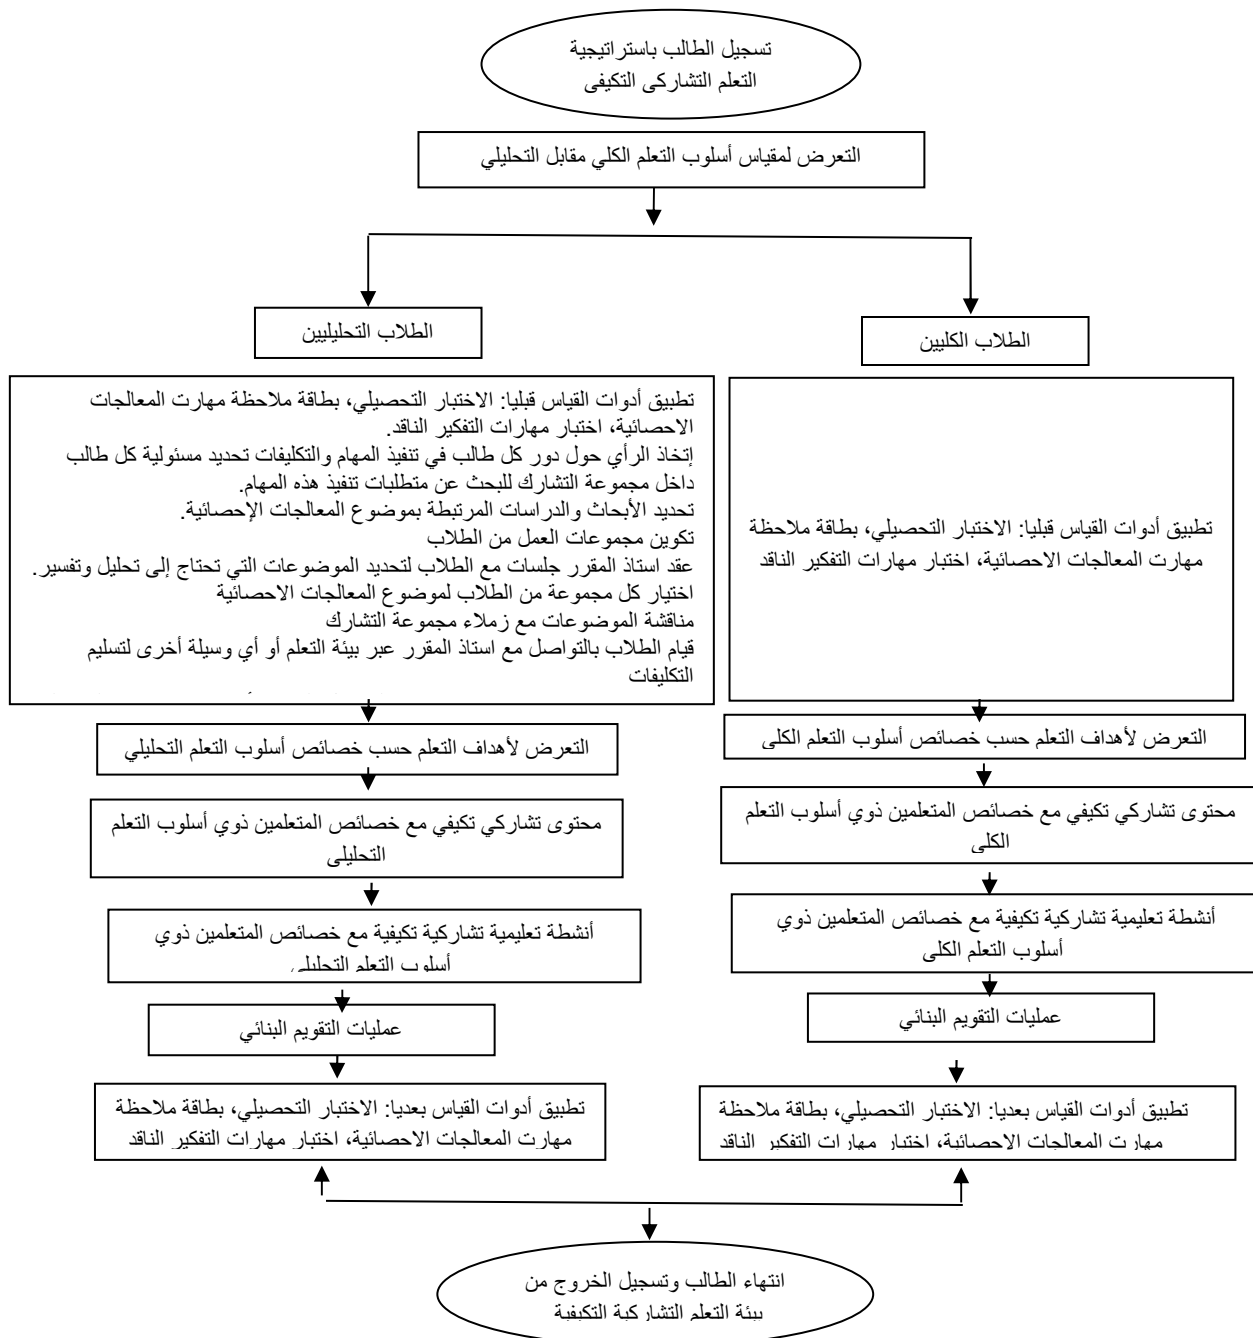 تسجيل الطالب باستراتيجية
التعلم التشاركى التكيفى
التعرض لمقياس أسلوب التعلم الكلي مقابل التحليلي
الطلاب الكليين
الطلاب التحليليين
تطبيق أدوات القياس قبليا: الاختبار التحصيلي، بطاقة ملاحظة
مهارت المعالجات الاحصائية، اختبار مهارات التفكير الناقد
تطبيق أدوات القياس قبليا: الاختبار التحصيلي، بطاقة ملاحظة مهارت المعالجات
الاحصائية، اختبار مهارات التفكير الناقد.
إتخاذ الرأي حول دور كل طالب في تنفيذ المهام والتكليفات تحديد مسئولية كل طالب
داخل مجموعة التشارك للبحث عن متطلبات تنفيذ هذه المهام.
تحديد الأبحاث والدراسات المرتبطة بموضوع المعالجات الإحصائية.
تكوين مجموعات العمل من الطلاب
عقد استاذ المقرر جلسات مع الطلاب لتحديد الموضوعات التي تحتاج إلى تحليل وتفسير.
اختيار كل مجموعة من الطلاب لموضوع المعالجات الاحصائية
مناقشة الموضوعات مع زملاء مجموعة التشارك
قيام الطلاب بالتواصل مع استاذ المقرر عبر بيئة التعلم أو أي وسيلة أخرى لتسليم
التكليفات
التعرض لأهداف التعلم حسب خصائص أسلوب التعلم الكلى
التعرض لأهداف التعلم حسب خصائص أسلوب التعلم التحليلي
محتوى تشاركي تكيفي مع خصائص المتعلمين ذوي أسلوب التعلم
الكلى
محتوى تشاركي تكيفي مع خصائص المتعلمين ذوي أسلوب التعلم
التحليلى
أنشطة تعليمية تشاركية تكيفية مع خصائص المتعلمين ذوي
أسلوب التعلم الكلى
أنشطة تعليمية تشاركية تكيفية مع خصائص المتعلمين ذوي
أسلوب التعلم التحليلي
عمليات التقويم البنائي
عمليات التقويم البنائي
تطبيق أدوات القياس بعديا: الاختبار التحصيلي، بطاقة ملاحظة
مهارت المعالجات الاحصائية، اختبار مهارات التفكير الناقد
تطبيق أدوات القياس بعديا: الاختبار التحصيلي، بطاقة ملاحظة
مهارت المعالجات الاحصائية، اختبار مهارات التفكير الناقد
انتهاء الطالب وتسجيل الخروج من
بيئة التعلم التشاركية التكيفية